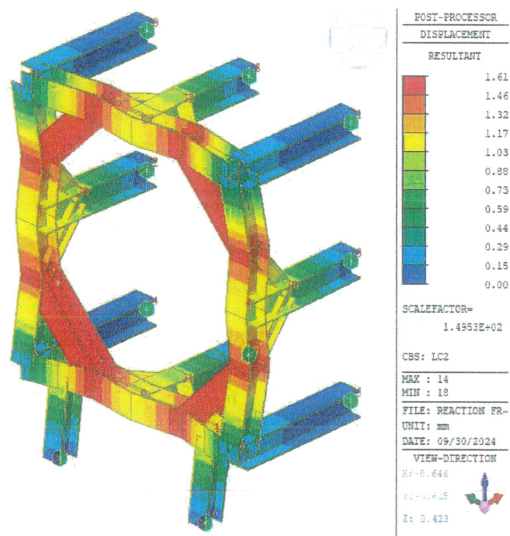 POST-PROCESSOR
DISPLACEMENT
RESULTANT
1.61
1.46
1.32
1.17
1.03
0.88
0.73
0.59
0.44
0.29
0.15
0.00
SCALEFACTOR=
1.4953E+02
CBS: LC2
MAX : 14
MIN : 18
FILE: REACTION FR~
UNIT: mm
DATE: 09/30/2024
VIEW-DIRECTION
X:-0.646
Z: 0.423